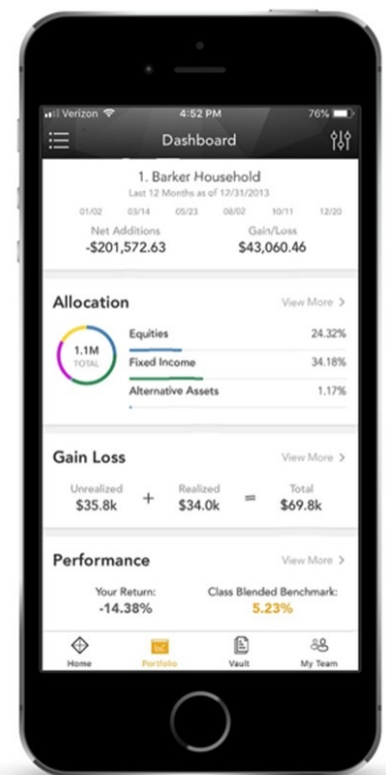 Verizon 4:52 PM 76%
Dashboard
1. Barker Household
Last 12 Months as of 12/31/2013
01/02 03/14 05/23 08/02 10/11 12/20
Net Additions Gain/Loss
-$201,572.63 $43,060.46
Allocation View More >
1.1M
TOTAL
Equities 24.32%
Fixed Income 34.18%
Alternative Assets 1.17%
Gain Loss View More >
Unrealized Realized Total
$35.8k + $34.0k = $69.8k
Performance View More >
Your Return: Class Blended Benchmark:
-14.38% 5.23%
Home Portfolio Vault My Team